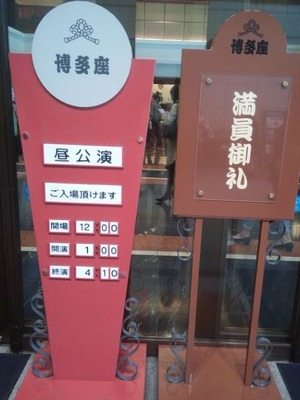 博多座
昼公演
ご入場頂けます
開場 12:00
開演 1:00
終演 4:10
博多座
満員御礼